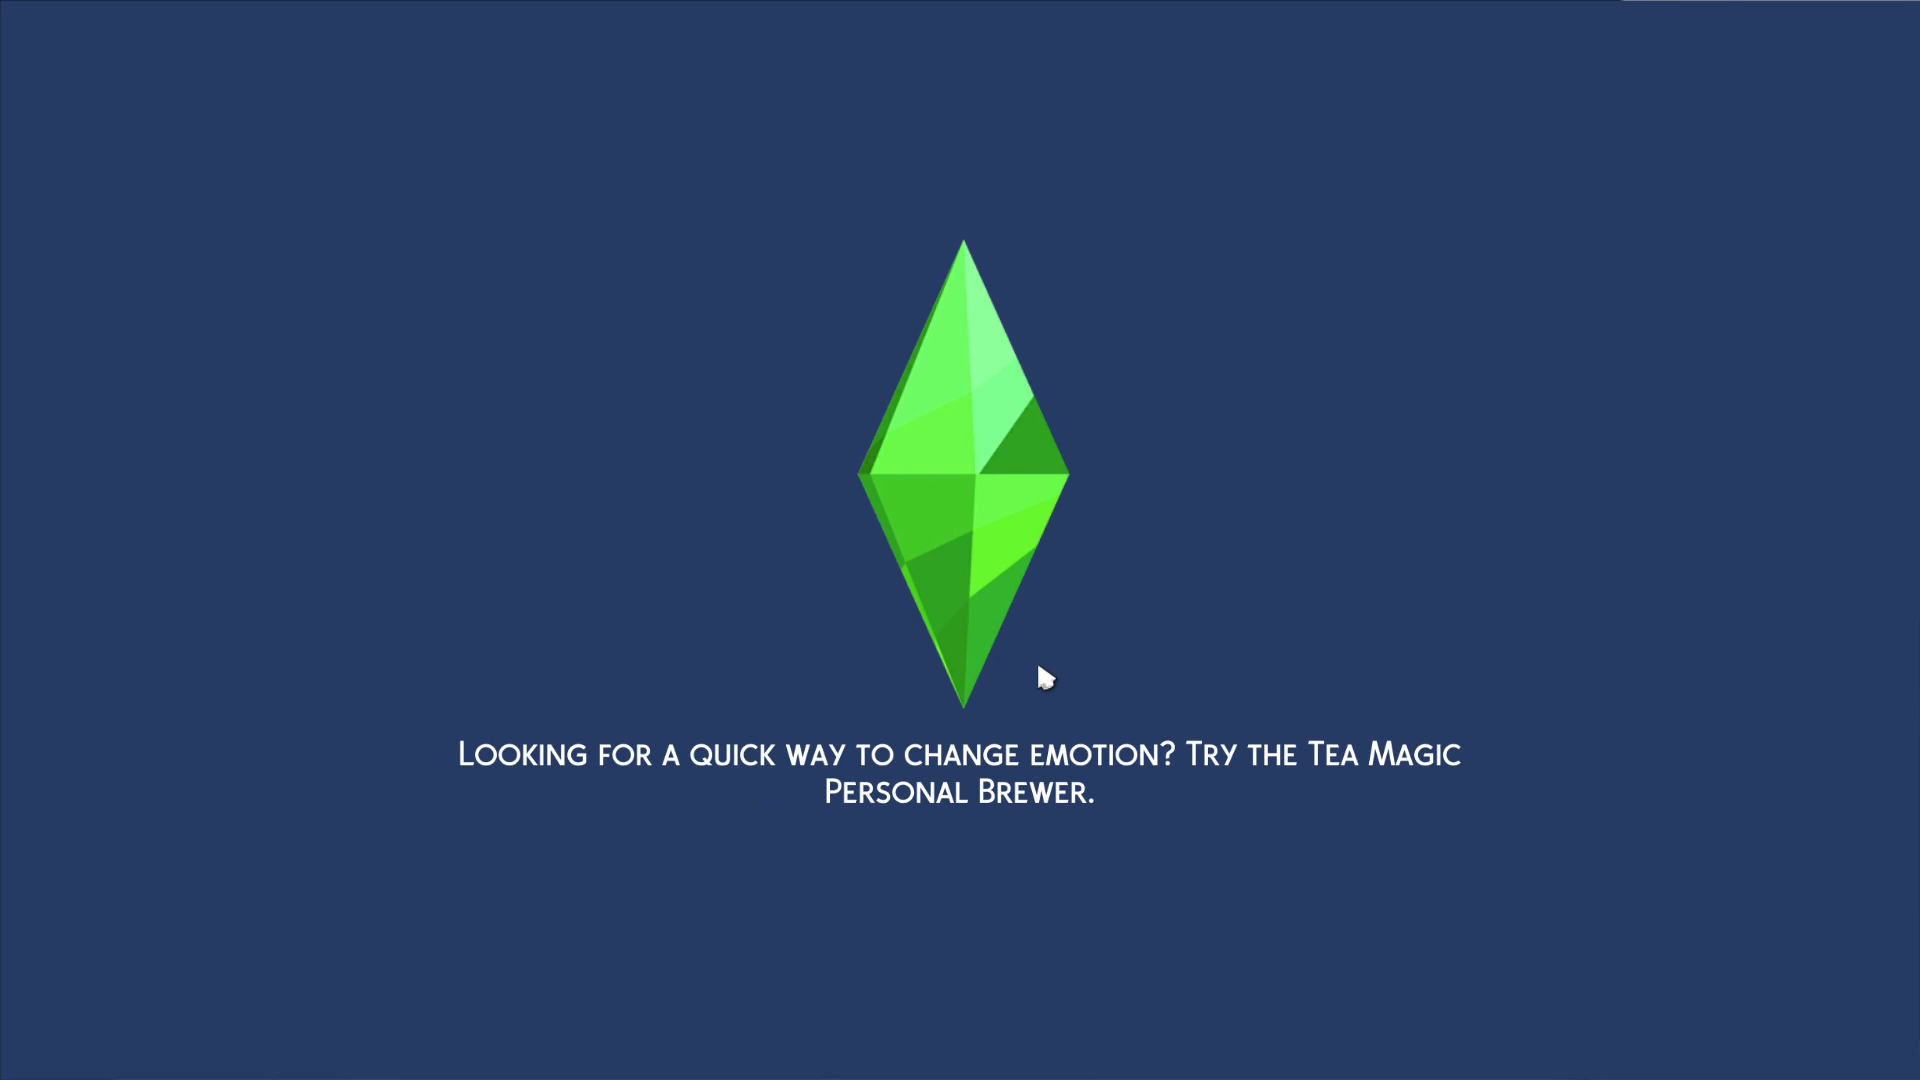 Looking for a quick way to change emotion? Try the Tea Magic
Personal Brewer.